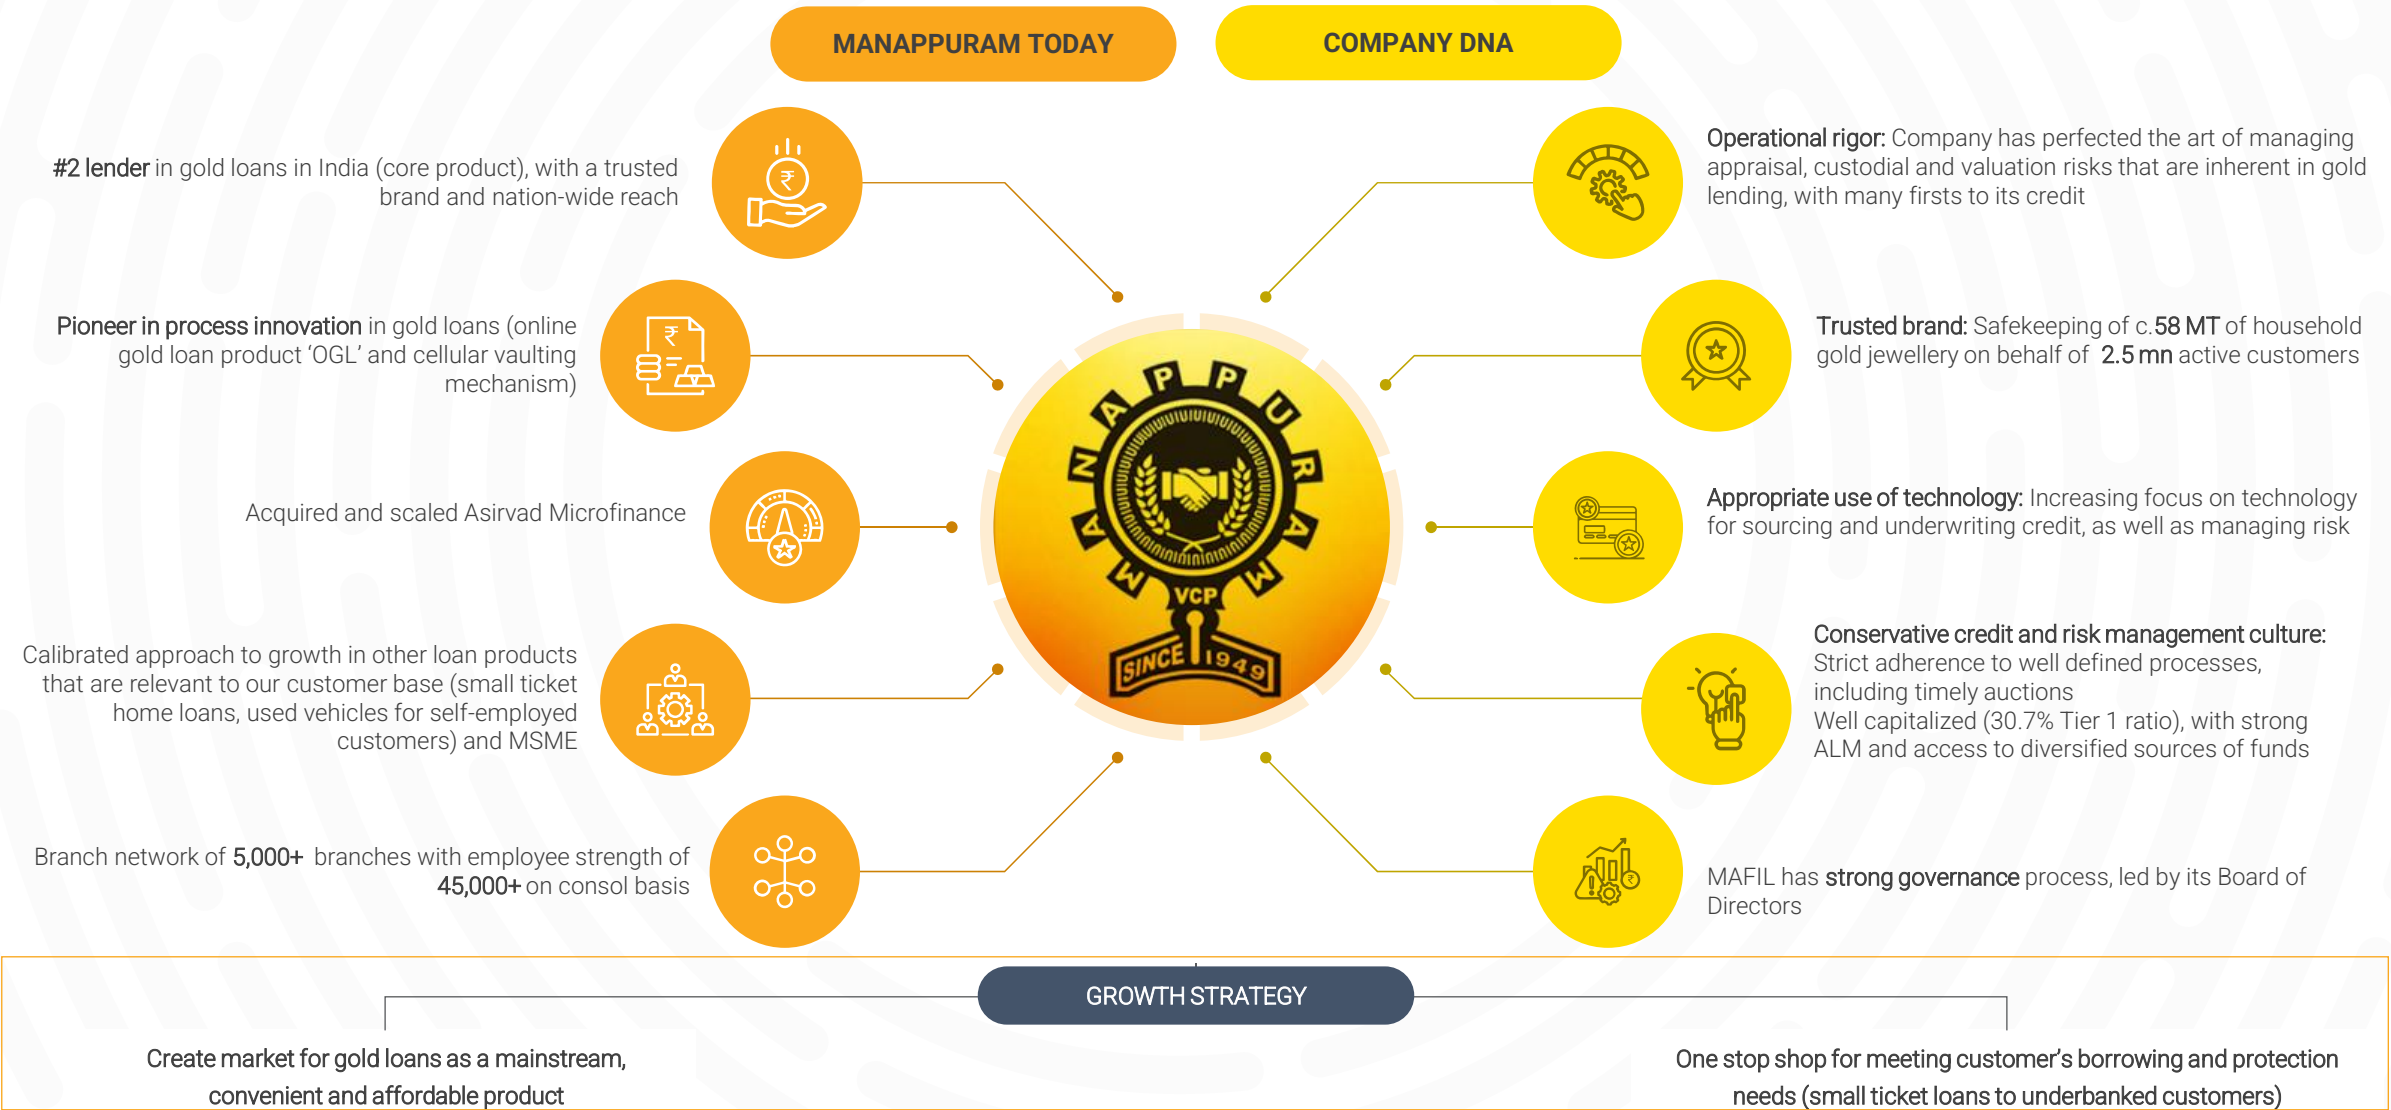 MANAPPURAM TODAY
COMPANY DNA
#2 lender in gold loans in India (core product), with a trusted
brand and nation-wide reach
Pioneer in process innovation in gold loans (online
gold loan product ‘OGL’ and cellular vaulting
mechanism)
Acquired and scaled Asirvad Microfinance
Calibrated approach to growth in other loan products
that are relevant to our customer base (small ticket
home loans, used vehicles for self-employed
customers) and MSME
Branch network of 5,000+ branches with employee strength of
45,000+ on consol basis
MANAPPURAM
VCP
SINCE 1949
Operational rigor: Company has perfected the art of managing
appraisal, custodial and valuation risks that are inherent in gold
lending, with many firsts to its credit
Trusted brand: Safekeeping of c.58 MT of household
gold jewellery on behalf of 2.5 mn active customers
Appropriate use of technology: Increasing focus on technology
for sourcing and underwriting credit, as well as managing risk
Conservative credit and risk management culture:
Strict adherence to well defined processes,
including timely auctions
Well capitalized (30.7% Tier 1 ratio), with strong
ALM and access to diversified sources of funds
MAFIL has strong governance process, led by its Board of
Directors
GROWTH STRATEGY
Create market for gold loans as a mainstream,
convenient and affordable product
One stop shop for meeting customer’s borrowing and protection
needs (small ticket loans to underbanked customers)